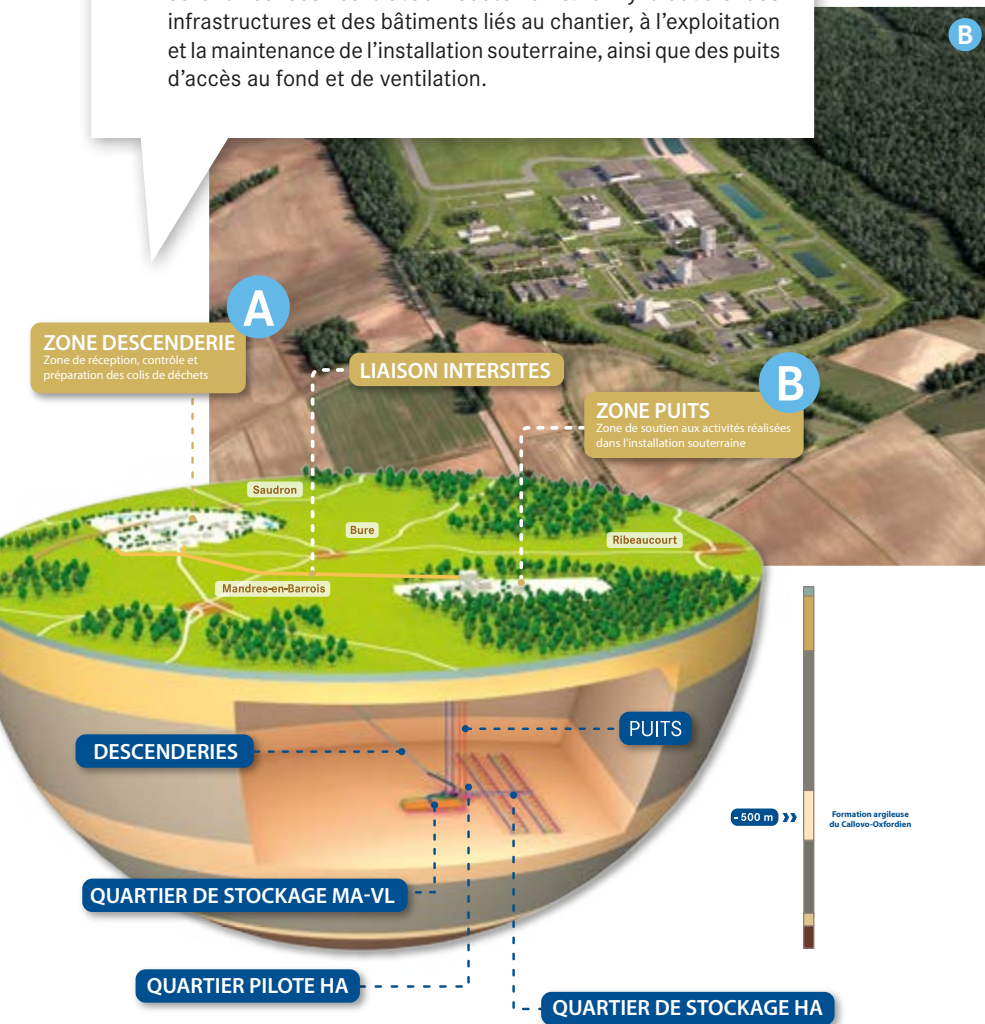 infrastructures et des bâtiments liés au chantier, à l'exploitation
et la maintenance de l'installation souterraine, ainsi que des puits
d'accès au fond et de ventilation.
B
A
ZONE DESCENDERIE
Zone de réception, contrôle et
préparation des colis de déchets
LIAISON INTERSITES
B
ZONE PUITS
Zone de soutien aux activités réalisées
dans l'installation souterraine
Saudron
Bure
Ribeaucourt
Mandres-en-Barrois
PUITS
DESCENDERIES
- 500 m
Formation argileuse
du Callovo-Oxfordien
QUARTIER DE STOCKAGE MA-VL
QUARTIER PILOTE HA
QUARTIER DE STOCKAGE HA